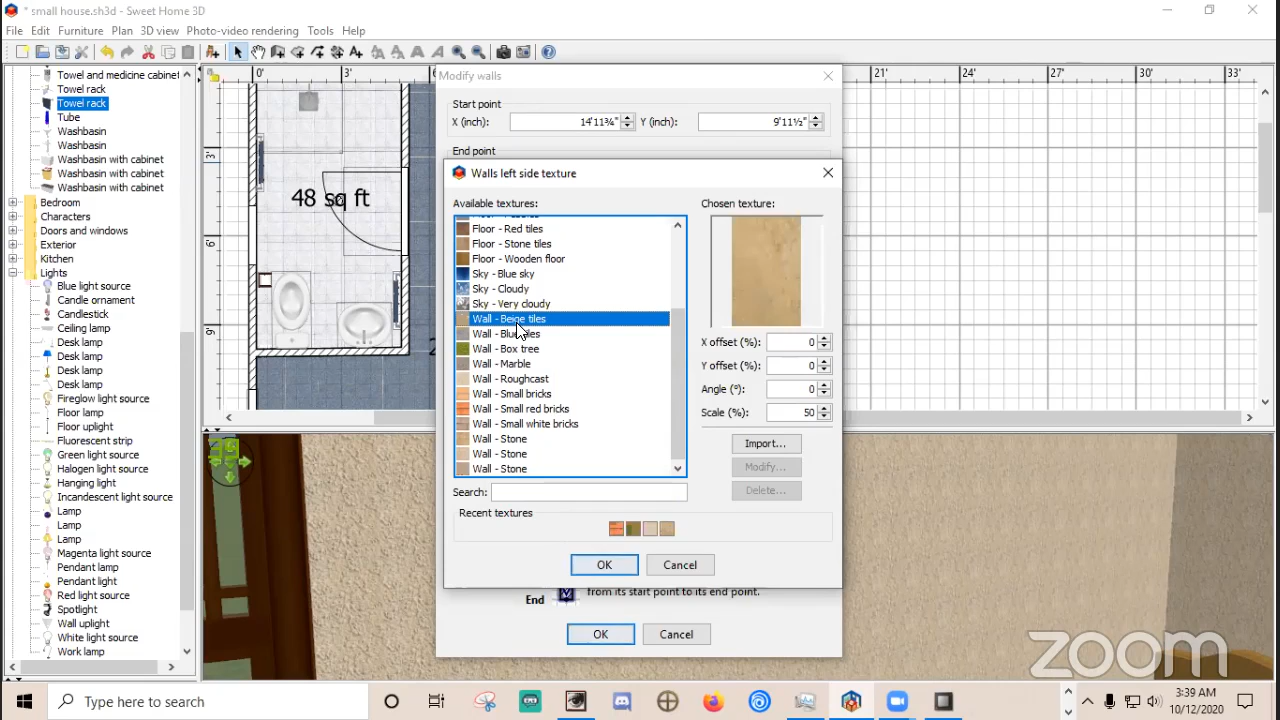 * small house.sh3d - Sweet Home 3D
File Edit Furniture Plan 3D view Photo-video rendering Tools Help
Towel and medicine cabinet
Towel rack
Towel rack
Tube
Washbasin
Washbasin
Washbasin with cabinet
Washbasin with cabinet
Washbasin with cabinet
Bedroom
Characters
Doors and windows
Exterior
Kitchen
Lights
Blue light source
Candle ornament
Candlestick
Ceiling lamp
Desk lamp
Desk lamp
Desk lamp
Desk lamp
Fireglow light source
Floor lamp
Floor uplight
Fluorescent strip
Green light source
Halogen light source
Hanging light
Incandescent light source
Lamp
Lamp
Lamp
Magenta light source
Pendant lamp
Pendant light
Red light source
Spotlight
Wall uplight
White light source
Work lamp
0' 3' 21' 24' 27' 30' 33'
3'
6'
9'
48 sq ft
Modify walls
Start point
X (inch): 14'11¾" Y (inch): 9'11½"
End point
Walls left side texture
Available textures:
Floor - Red tiles
Floor - Stone tiles
Floor - Wooden floor
Sky - Blue sky
Sky - Cloudy
Sky - Very cloudy
Wall - Beige tiles
Wall - Blue tiles
Wall - Box tree
Wall - Marble
Wall - Roughcast
Wall - Small bricks
Wall - Small red bricks
Wall - Small white bricks
Wall - Stone
Wall - Stone
Wall - Stone
Search:
Recent textures
Chosen texture:
X offset (%): 0
Y offset (%): 0
Angle (°): 0
Scale (%): 50
Import...
Modify...
Delete...
OK Cancel
from its start point to its end point.
End
OK Cancel
zoom
Type here to search
3:39 AM
10/12/2020